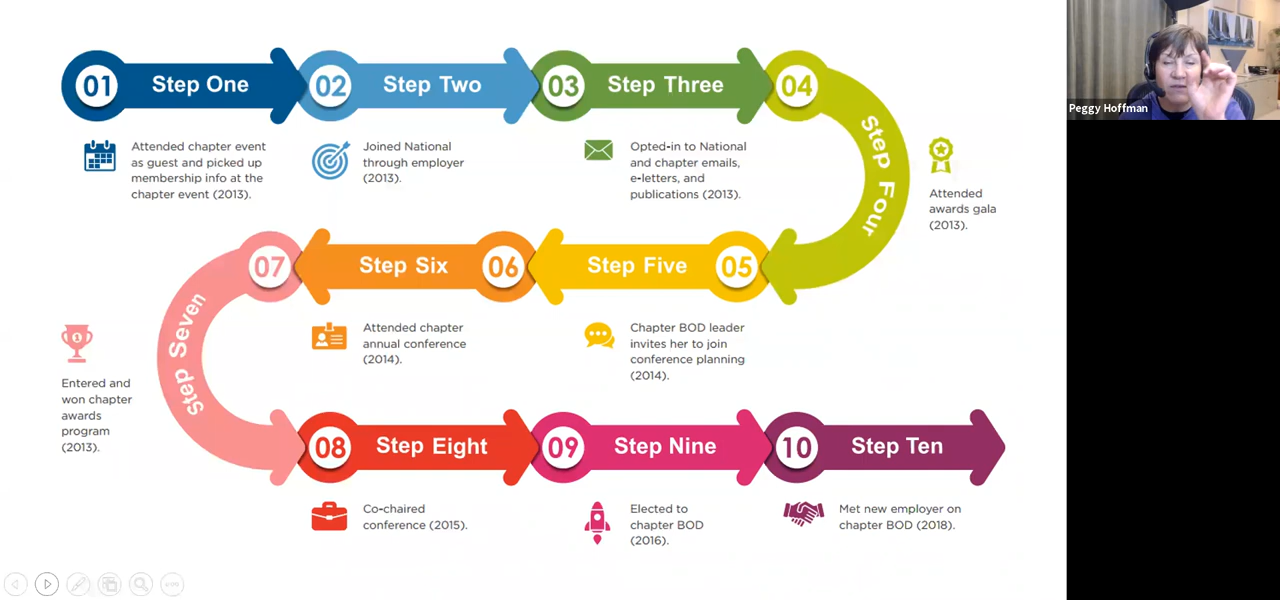 01 Step One
02 Step Two
03 Step Three
04
Step Four
Attended chapter event
as guest and picked up
membership info at the
chapter event (2013).
Joined National
through employer
(2013).
Opted-in to National
and chapter emails,
e-letters, and
publications (2013).
Attended
awards gala
(2013).
05 Step Five
06 Step Six
07
Step Seven
Chapter BOD leader
invites her to join
conference planning
(2014).
Attended chapter
annual conference
(2014).
1
Entered and
won chapter
awards
program
(2013).
08 Step Eight
09 Step Nine
10 Step Ten
Co-chaired
conference (2015).
Elected to
chapter BOD
(2016).
Met new employer on
chapter BOD (2018).
Peggy Hoffman